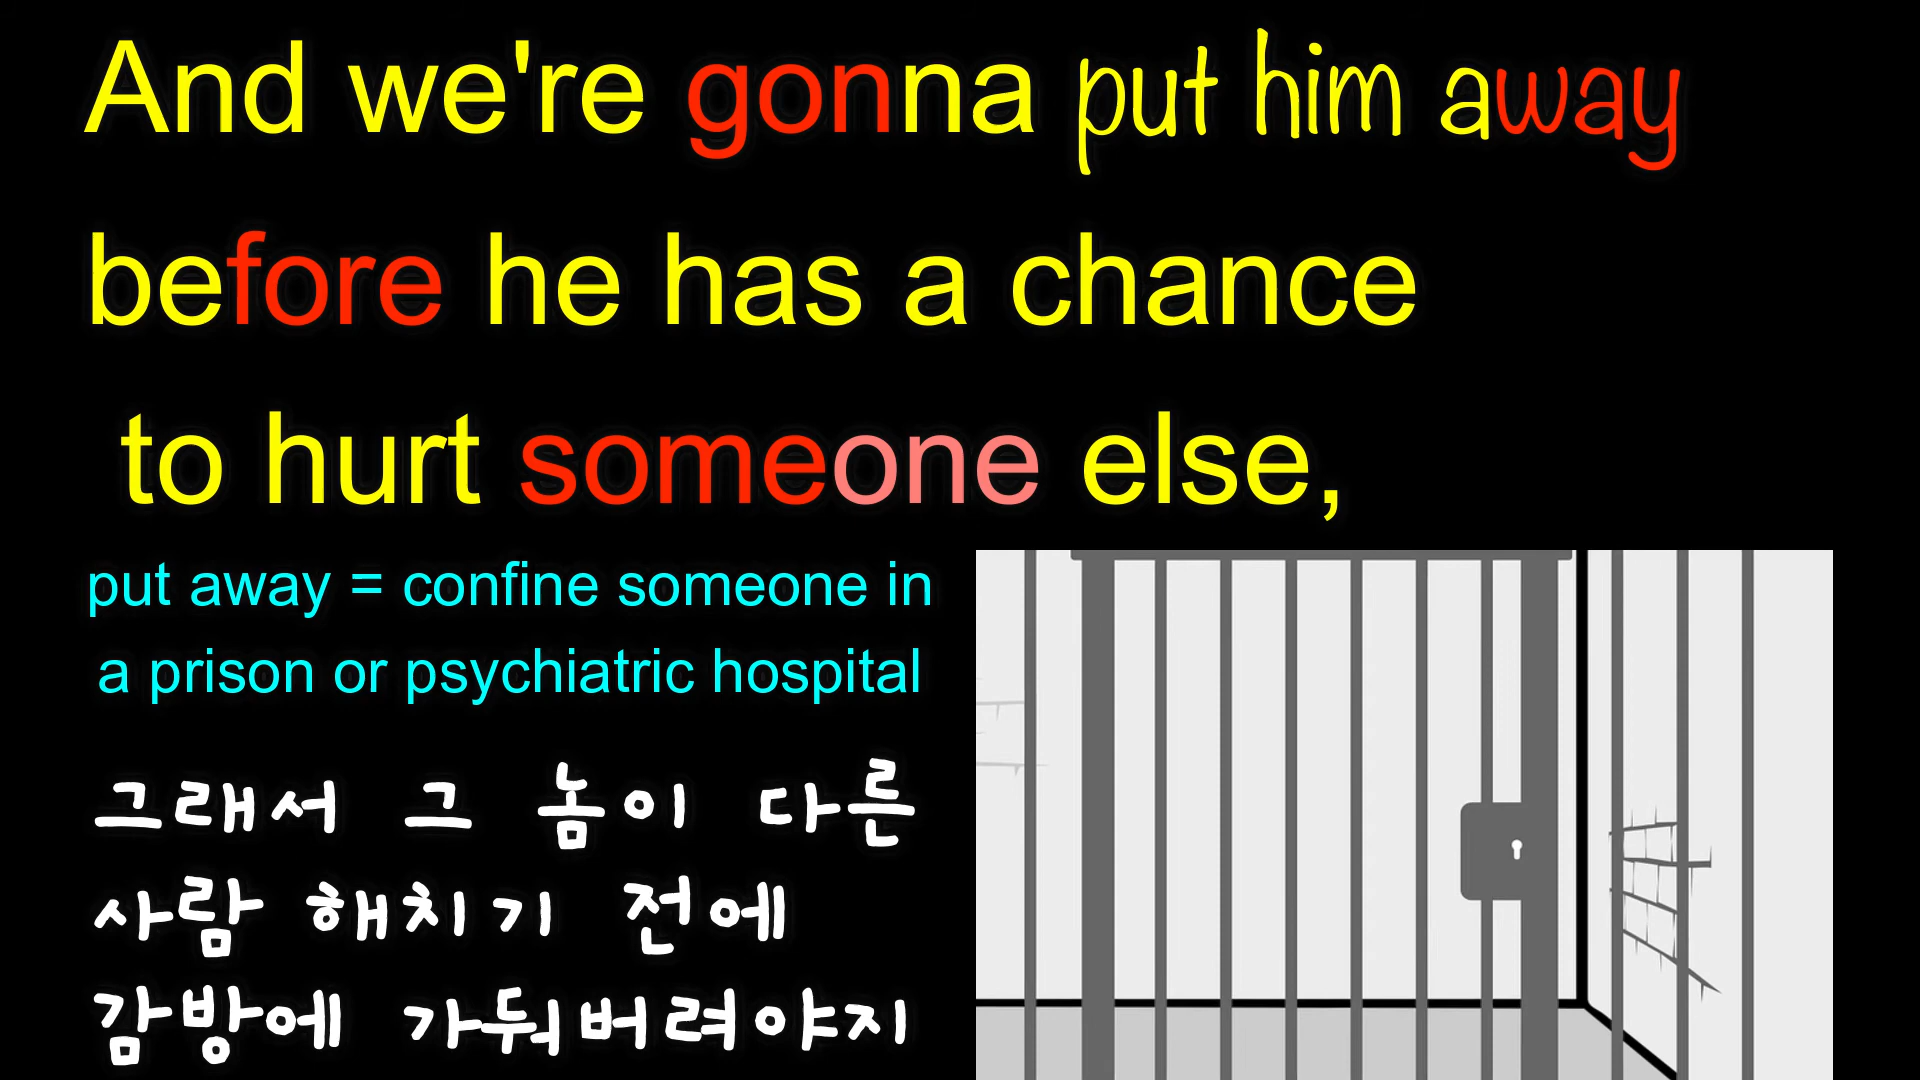 And we're gonna put him away
before he has a chance
to hurt someone else,
put away = confine someone in
a prison or psychiatric hospital
그래서 그 놈이 다른
사람 해치기 전에
감방에 가둬버려야지